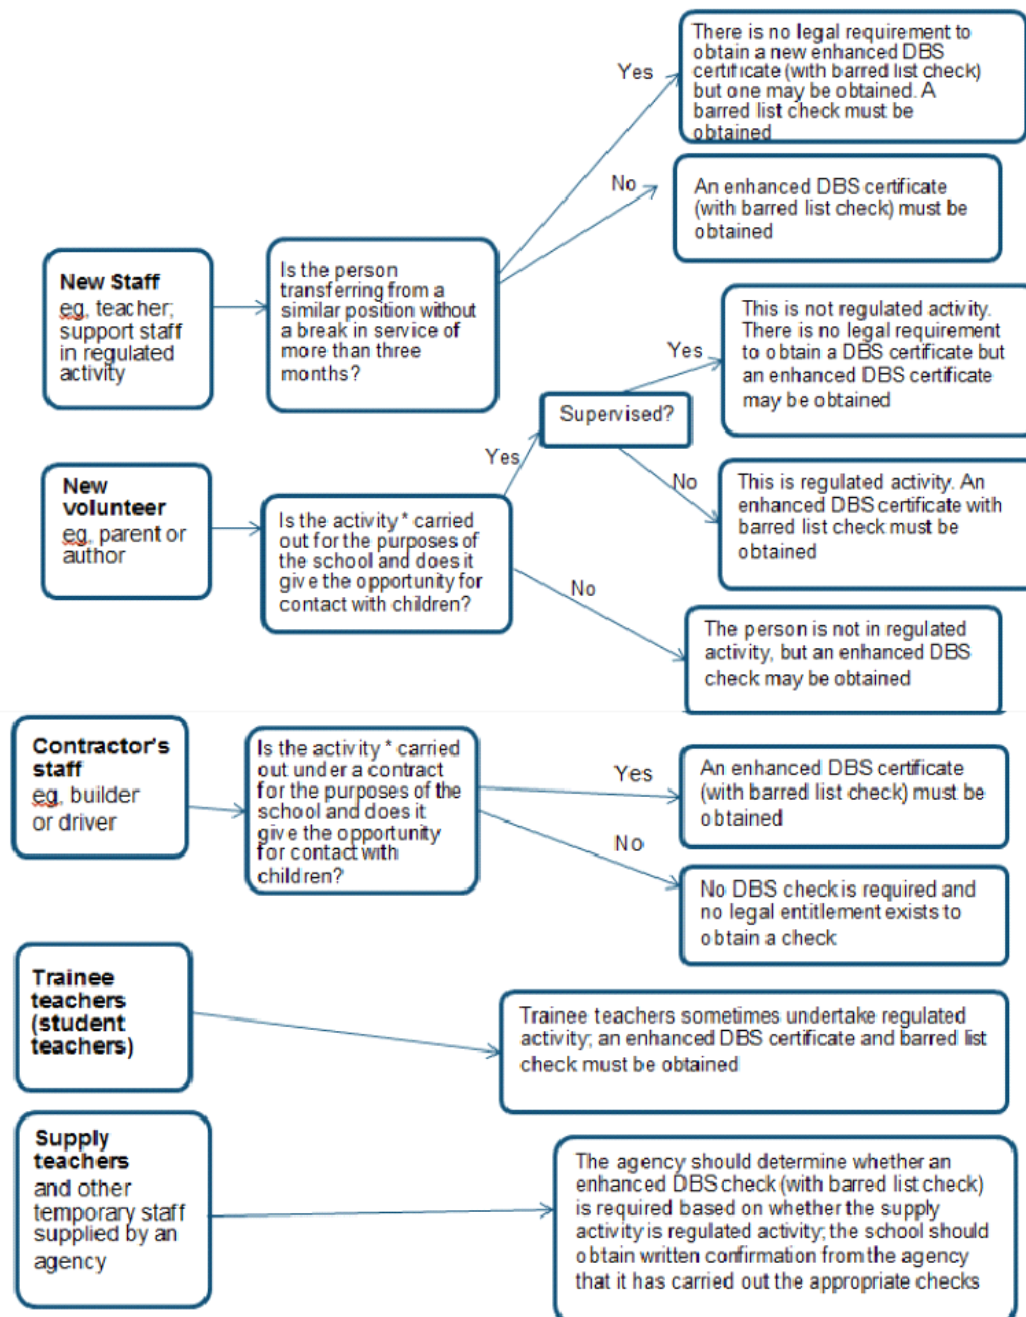 There is no legal requirement to
obtain a new enhanced DBS
certificate (with barred list check)
but one may be obtained. A
barred list check must be
obtained
Yes
No
An enhanced DBS certificate
(with barred list check) must be
obtained
New Staff
eg, teacher;
support staff
in regulated
activity
Is the person
transferring from a
similar position without
a break in service of
more than three
months?
This is not regulated activity.
There is no legal requirement
to obtain a DBS certificate but
an enhanced DBS certificate
may be obtained
Yes
Supervised?
Yes
No
This is regulated activity. An
enhanced DBS certificate with
barred list check must be
obtained
New
volunteer
eg, parent or
author
Is the activity * carried
out for the purposes of
the school and does it
give the opportunity for
contact with children?
No
The person is not in regulated
activity, but an enhanced DBS
check may be obtained
Contractor's
staff
eg, builder
or driver
Is the activity * carried
out under a contract
for the purposes of the
school and does it
give the opportunity
for contact with
children?
Yes
An enhanced DBS certificate
(with barred list check) must be
obtained
No
No DBS check is required and
no legal entitlement exists to
obtain a check
Trainee
teachers
(student
teachers)
Trainee teachers sometimes undertake regulated
activity; an enhanced DBS certificate and barred list
check must be obtained
Supply
teachers
and other
temporary staff
supplied by an
agency
The agency should determine whether an
enhanced DBS check (with barred list check)
is required based on whether the supply
activity is regulated activity; the school should
obtain written confirmation from the agency
that it has carried out the appropriate checks